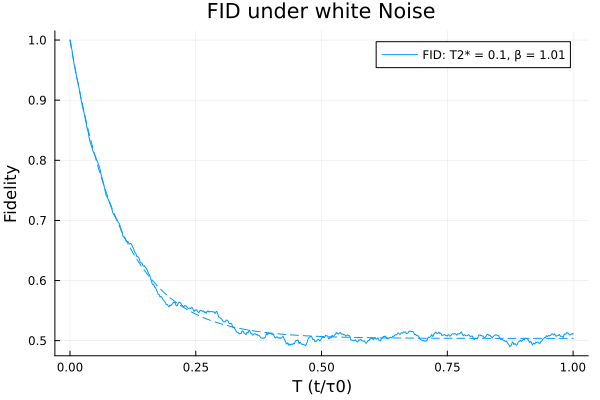 FID under white Noise
FID: T2* = 0.1, β = 1.01
Fidelity
1.0
0.9
0.8
0.7
0.6
0.5
0.00 0.25 0.50 0.75 1.00
T (t/τ0)